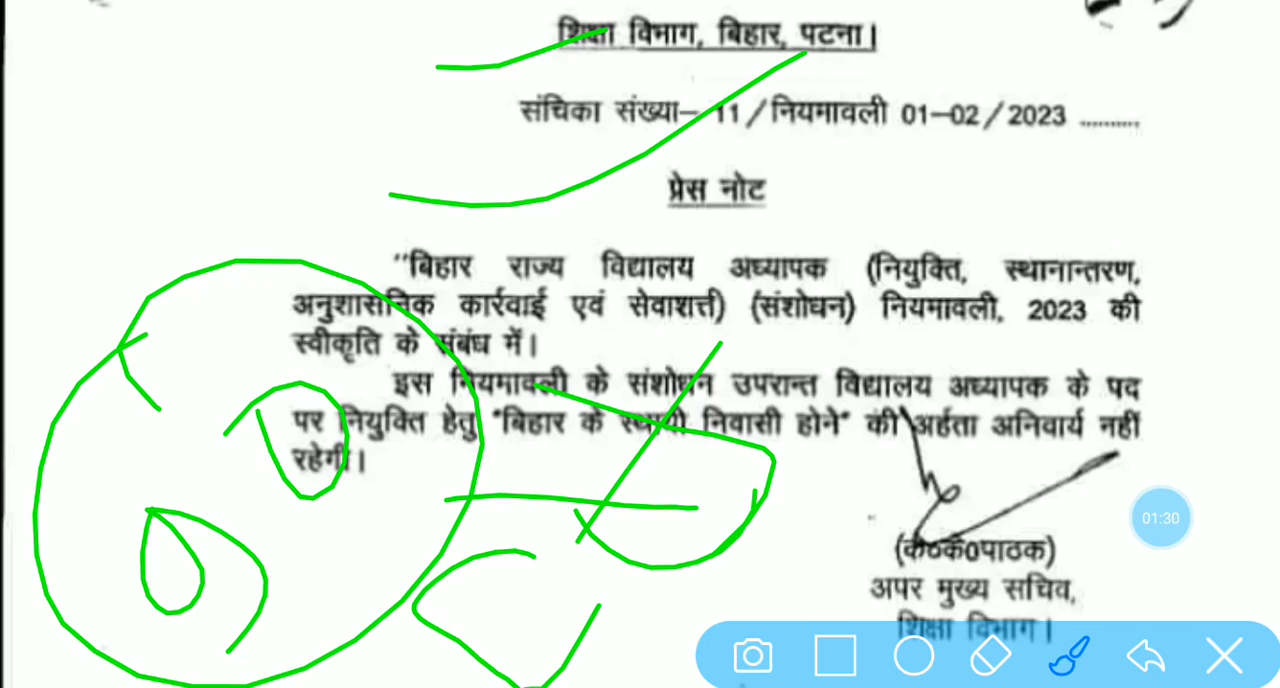 शिक्षा विभाग, बिहार, पटना।
संचिका संख्या– 11/नियमावली 01–02/2023 ..........
प्रेस नोट
“बिहार राज्य विद्यालय अध्यापक (नियुक्ति, स्थानान्तरण,
अनुशासनिक कार्रवाई एवं सेवाशर्त्त) (संशोधन) नियमावली, 2023 की
स्वीकृति के संबंध में।
इस नियमावली के संशोधन उपरान्त विद्यालय अध्यापक के पद
पर नियुक्ति हेतु "बिहार के स्थायी निवासी होने" की अर्हता अनिवार्य नहीं
रहेगी।
01:30
(के०के०पाठक)
अपर मुख्य सचिव,
शिक्षा विभाग।